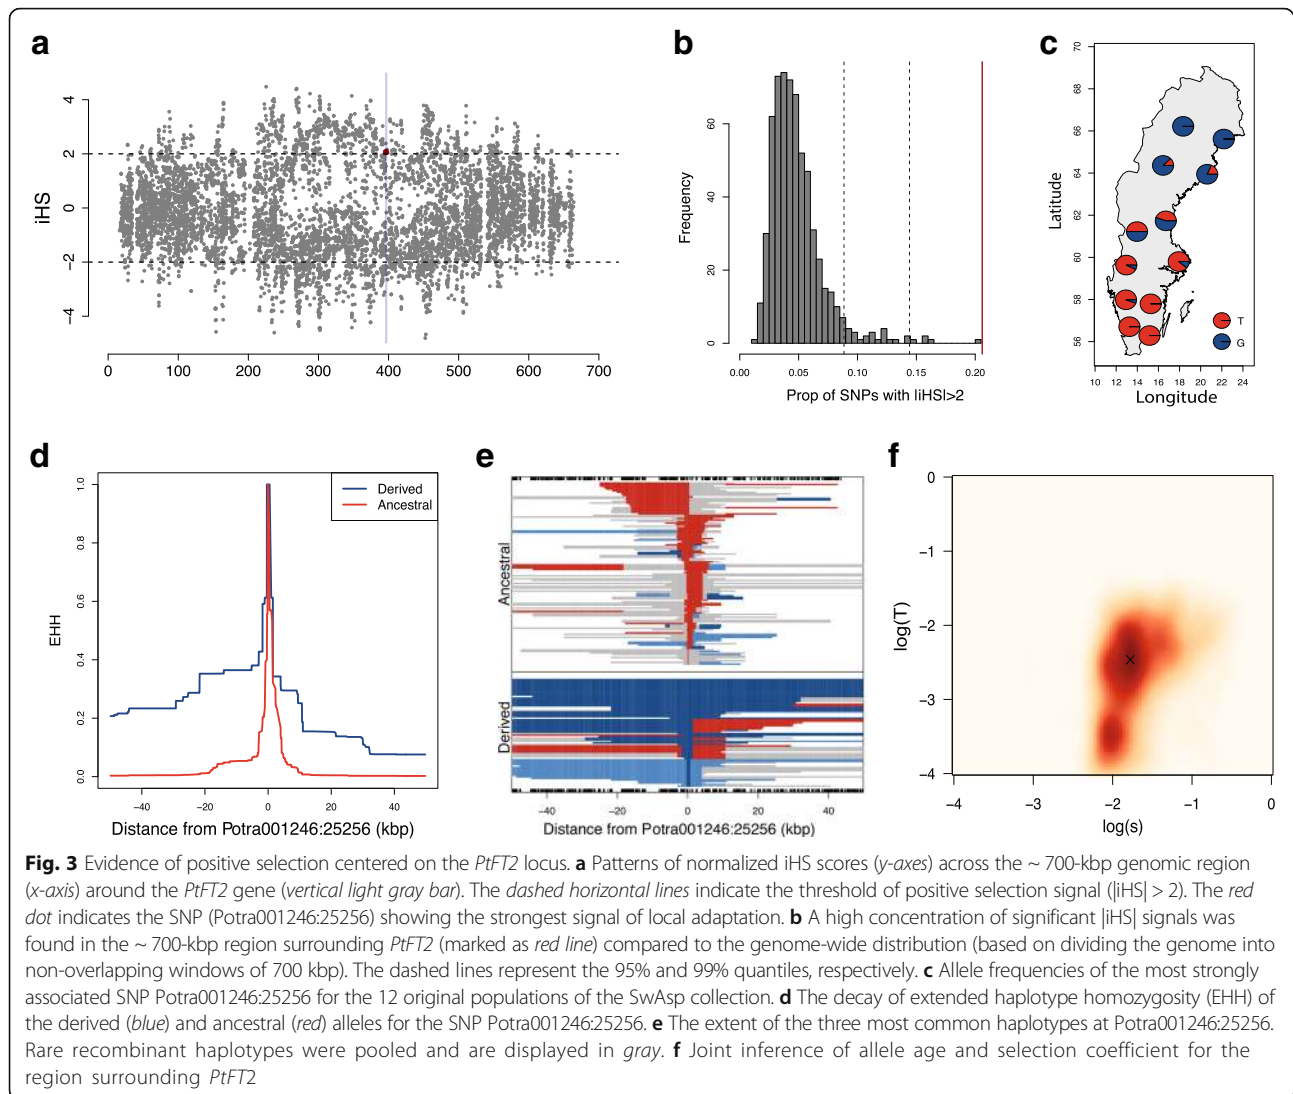 a
4
2
0
−2
−4
iHS
0 100 200 300 400 500 600 700
b
60
40
20
0
Frequency
0.00 0.05 0.10 0.15 0.20
Prop of SNPs with |iHS|>2
c
70
68
66
64
62
60
58
56
Latitude
T
G
10 12 14 16 18 20 22 24
Longitude
d
1.0
0.8
0.6
0.4
0.2
0.0
EHH
Derived
Ancestral
−40 −20 0 20 40
Distance from Potra001246:25256 (kbp)
e
Ancestral
Derived
−40 −20 0 20 40
Distance from Potra001246:25256 (kbp)
f
0
−1
−2
−3
−4
log(T)
×
−4 −3 −2 −1 0
log(s)
Fig. 3 Evidence of positive selection centered on the PtFT2 locus. a Patterns of normalized iHS scores (y-axes) across the ~ 700-kbp genomic region
(x-axis) around the PtFT2 gene (vertical light gray bar). The dashed horizontal lines indicate the threshold of positive selection signal (|iHS| > 2). The red
dot indicates the SNP (Potra001246:25256) showing the strongest signal of local adaptation. b A high concentration of significant |iHS| signals was
found in the ~ 700-kbp region surrounding PtFT2 (marked as red line) compared to the genome-wide distribution (based on dividing the genome into
non-overlapping windows of 700 kbp). The dashed lines represent the 95% and 99% quantiles, respectively. c Allele frequencies of the most strongly
associated SNP Potra001246:25256 for the 12 original populations of the SwAsp collection. d The decay of extended haplotype homozygosity (EHH) of
the derived (blue) and ancestral (red) alleles for the SNP Potra001246:25256. e The extent of the three most common haplotypes at Potra001246:25256.
Rare recombinant haplotypes were pooled and are displayed in gray. f Joint inference of allele age and selection coefficient for the
region surrounding PtFT2